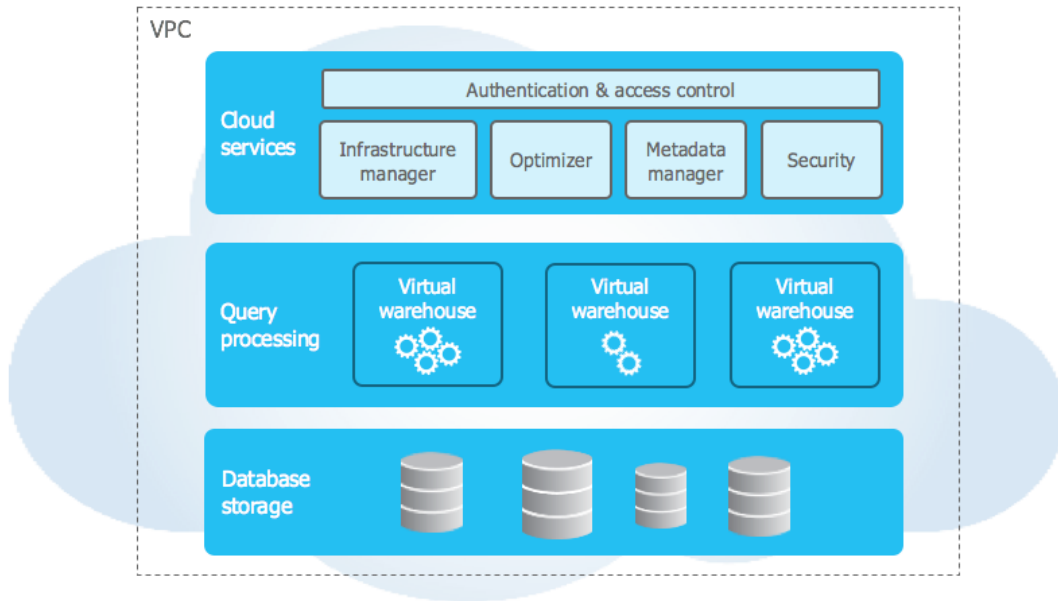 VPC
Cloud
services
Authentication & access control
Infrastructure
manager
Optimizer
Metadata
manager
Security
Query
processing
Virtual
warehouse
Virtual
warehouse
Virtual
warehouse
Database
storage